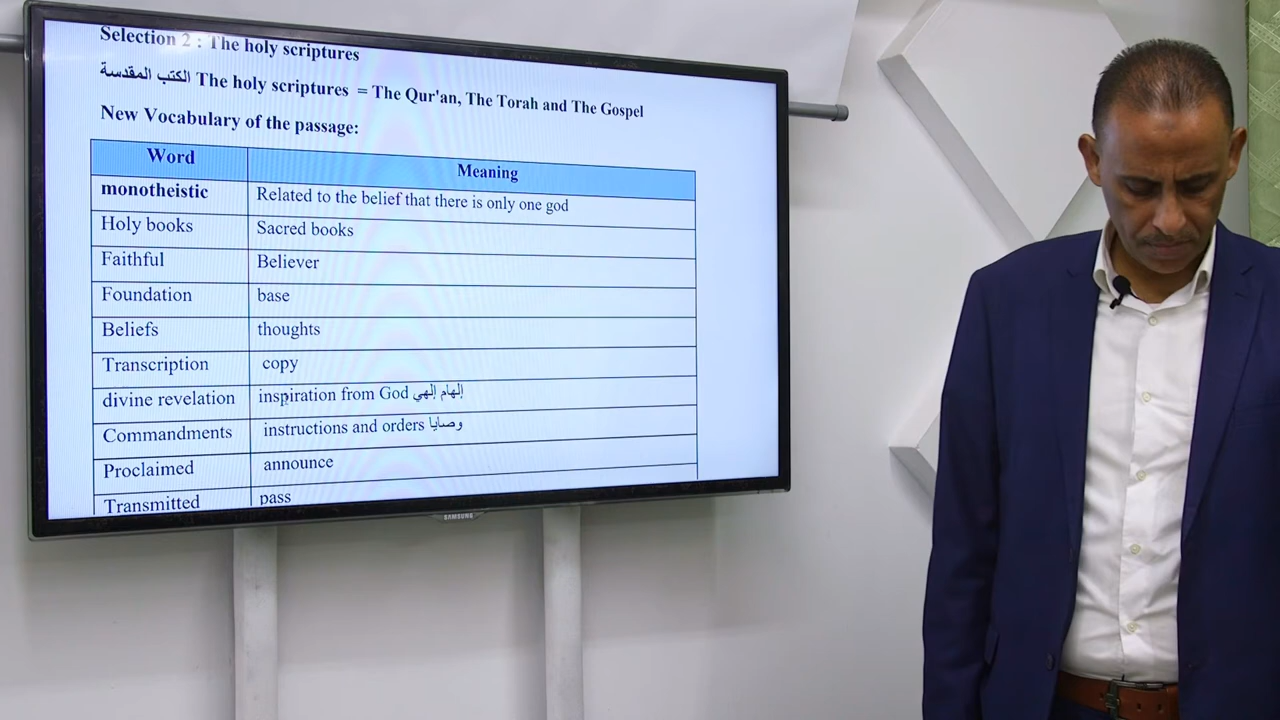 Selection 2 : The holy scriptures
الكتب المقدسة The holy scriptures = The Qur'an, The Torah and The Gospel
New Vocabulary of the passage:
Word Meaning
monotheistic Related to the belief that there is only one god
Holy books Sacred books
Faithful Believer
Foundation base
Beliefs thoughts
Transcription copy
divine revelation inspiration from God إلهام إلهي
Commandments instructions and orders وصايا
Proclaimed announce
Transmitted pass
SAMSUNG